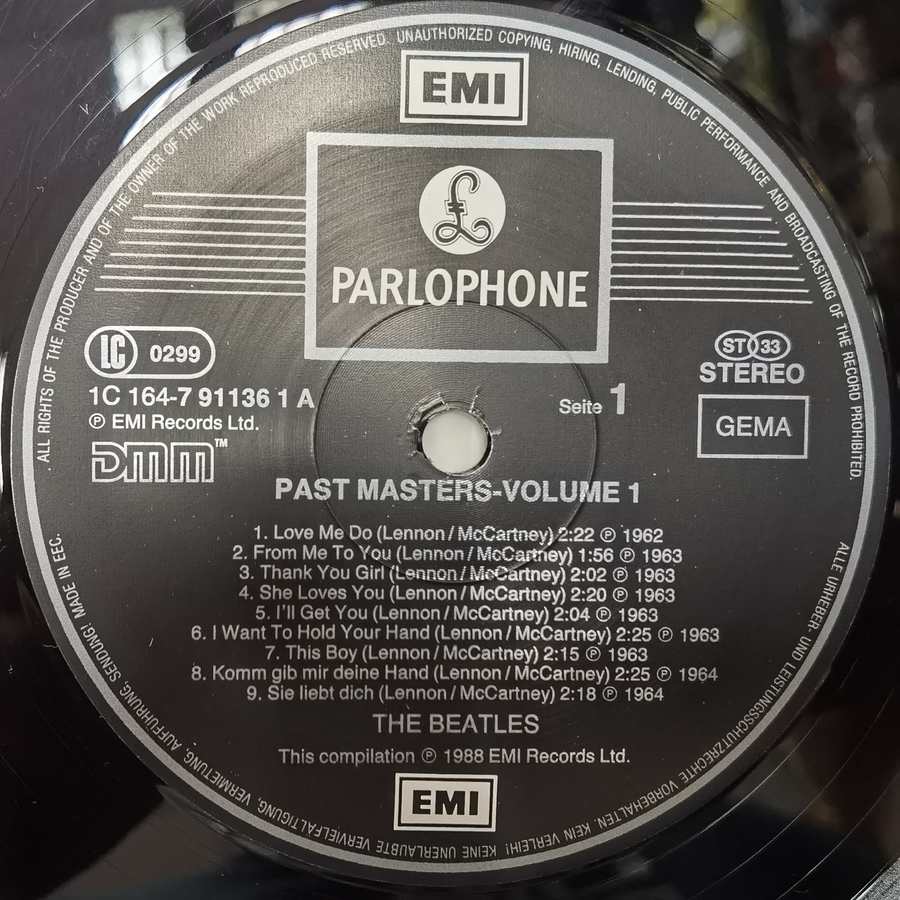 ALL RIGHTS OF THE PRODUCER AND OF THE OWNER OF THE WORK REPRODUCED RESERVED. UNAUTHORIZED COPYING, HIRING, LENDING, PUBLIC PERFORMANCE AND BROADCASTING OF THE RECORD PROHIBITED.
EMI
£
PARLOPHONE
LC 0299
ST 33
STEREO
1C 164-7 91136 1 A
Seite 1
℗ EMI Records Ltd.
GEMA
DMM™
PAST MASTERS-VOLUME 1
1. Love Me Do (Lennon/McCartney) 2:22 ℗ 1962
2. From Me To You (Lennon/McCartney) 1:56 ℗ 1963
3. Thank You Girl (Lennon/McCartney) 2:02 ℗ 1963
4. She Loves You (Lennon/McCartney) 2:20 ℗ 1963
5. I'll Get You (Lennon/McCartney) 2:04 ℗ 1963
6. I Want To Hold Your Hand (Lennon/McCartney) 2:25 ℗ 1963
7. This Boy (Lennon/McCartney) 2:15 ℗ 1963
8. Komm gib mir deine Hand (Lennon/McCartney) 2:25 ℗ 1964
9. Sie liebt dich (Lennon/McCartney) 2:18 ℗ 1964
THE BEATLES
This compilation ℗ 1988 EMI Records Ltd.
EMI
ALLE URHEBER- UND LEISTUNGSSCHUTZRECHTE VORBEHALTEN. KEIN VERLEIH! KEINE UNERLAUBTE VERVIELFÄLTIGUNG, VERMIETUNG, AUFFÜHRUNG, SENDUNG! MADE IN EEC.